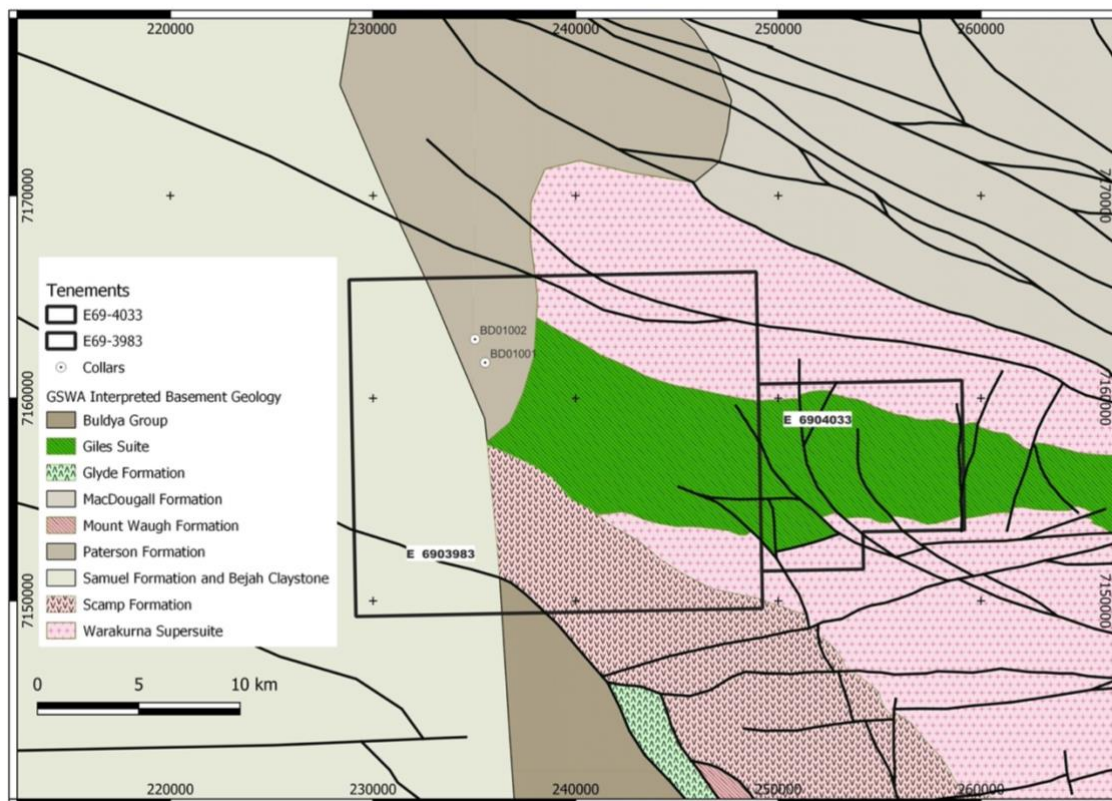 220000
230000
240000
250000
260000
7170000
7170000
Tenements
E69-4033
E69-3983
Collars
GSWA Interpreted Basement Geology
Buldya Group
Giles Suite
Glyde Formation
MacDougall Formation
Mount Waugh Formation
Paterson Formation
Samuel Formation and Bejah Claystone
Scamp Formation
Warakurna Supersuite
BD01002
BD01001
7160000
7160000
E 6904033
E 6903983
7150000
7150000
0 5 10 km
220000
230000
240000
250000
260000